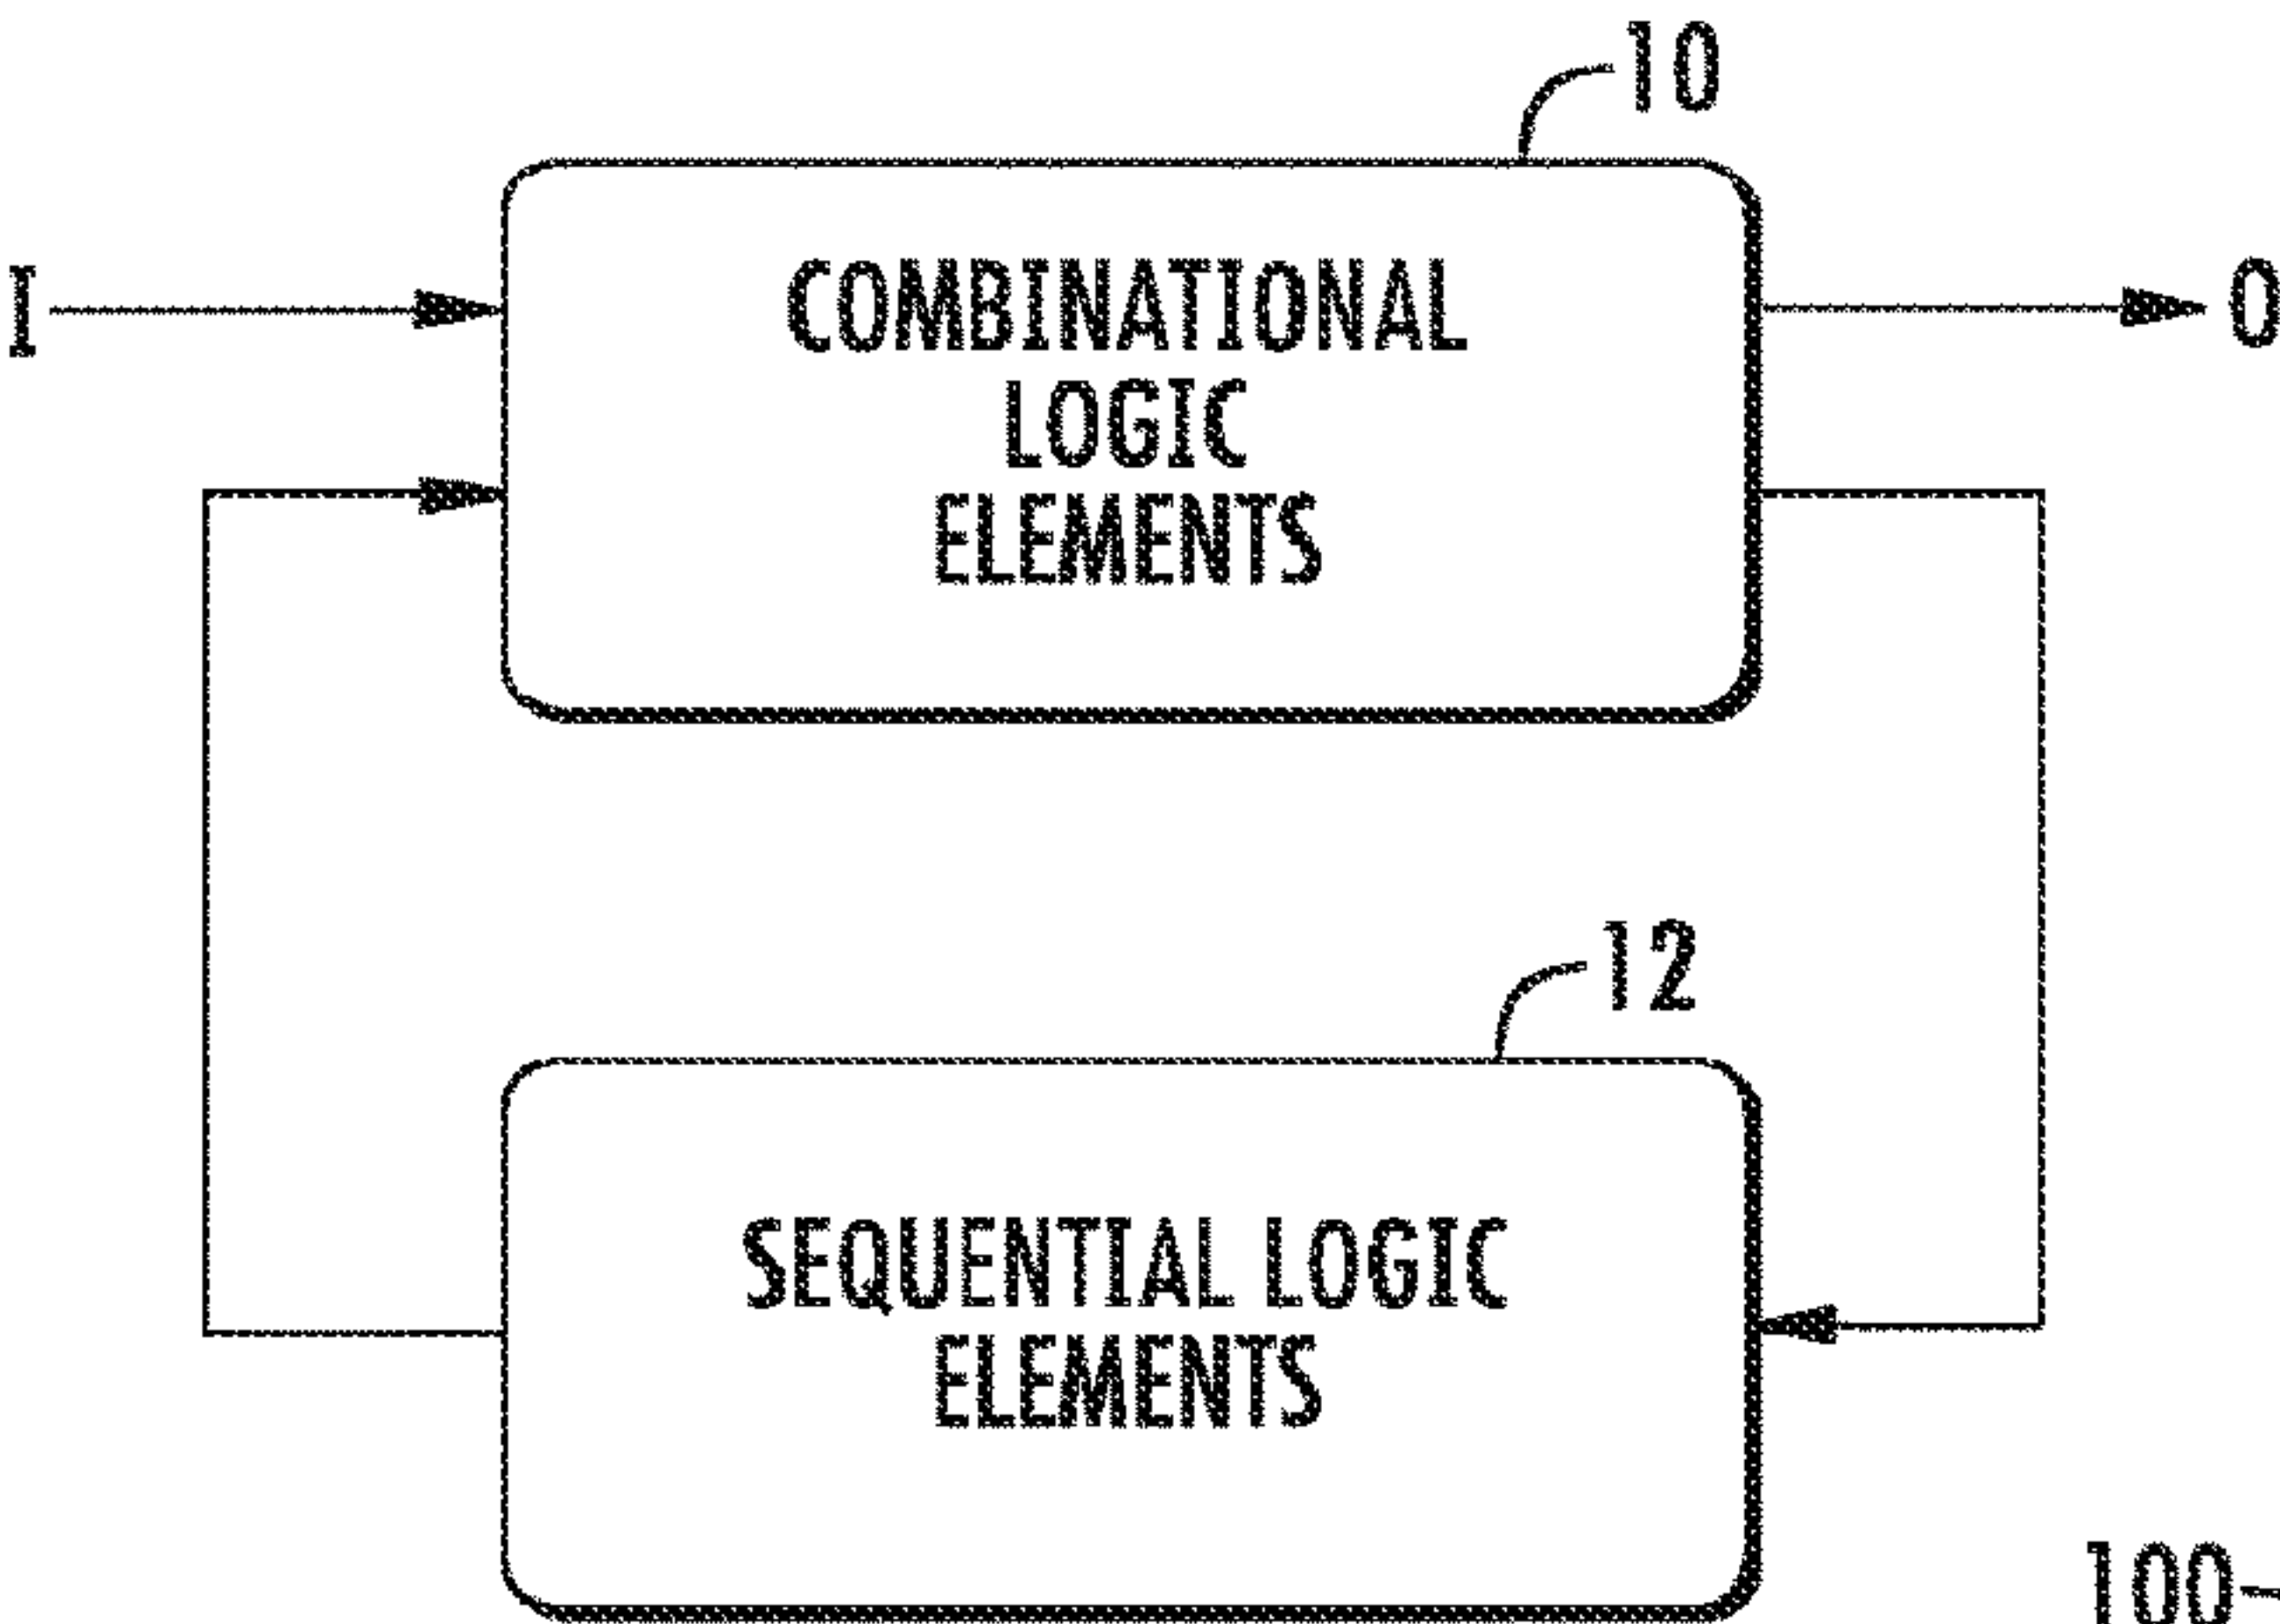 10
I
COMBINATIONAL
LOGIC
ELEMENTS
O
12
SEQUENTIAL LOGIC
ELEMENTS
100